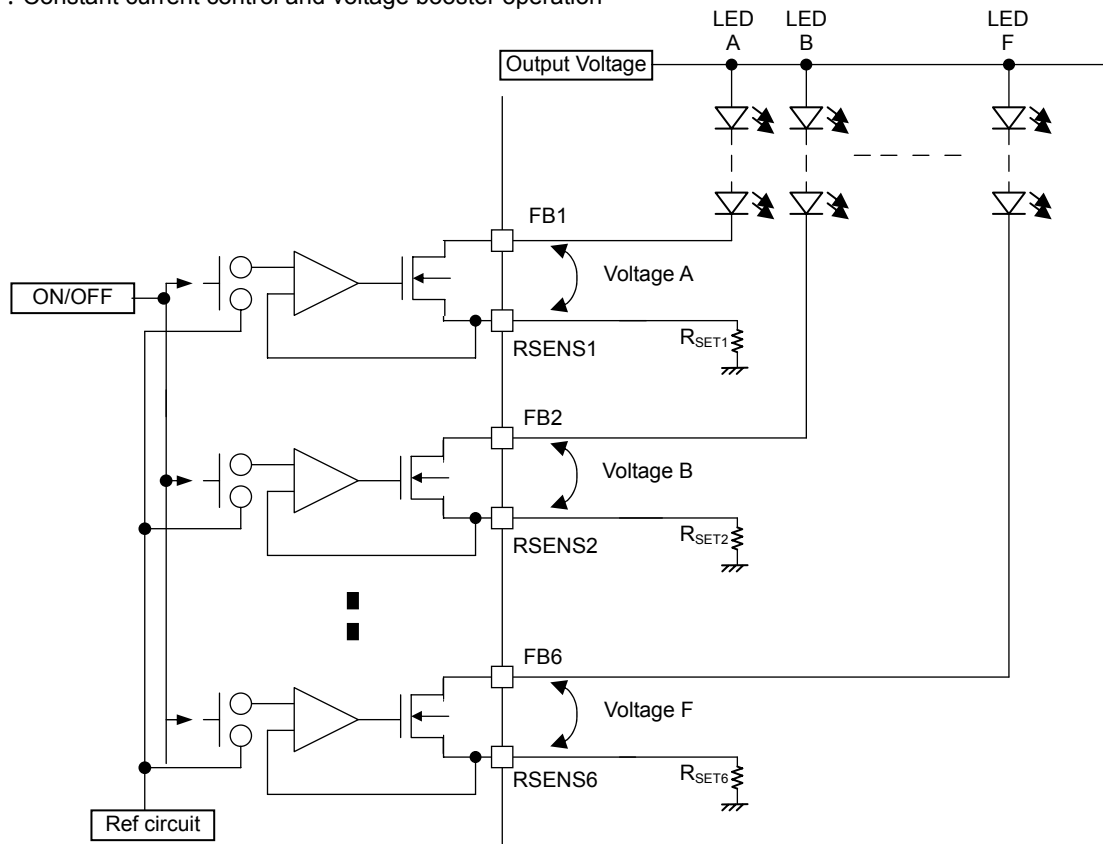 : Constant current control and voltage booster operation
LED A
LED B
LED F
Output Voltage
FB1
Voltage A
ON/OFF
RSENS1
RSET1
FB2
Voltage B
RSENS2
RSET2
FB6
Voltage F
RSENS6
RSET6
Ref circuit